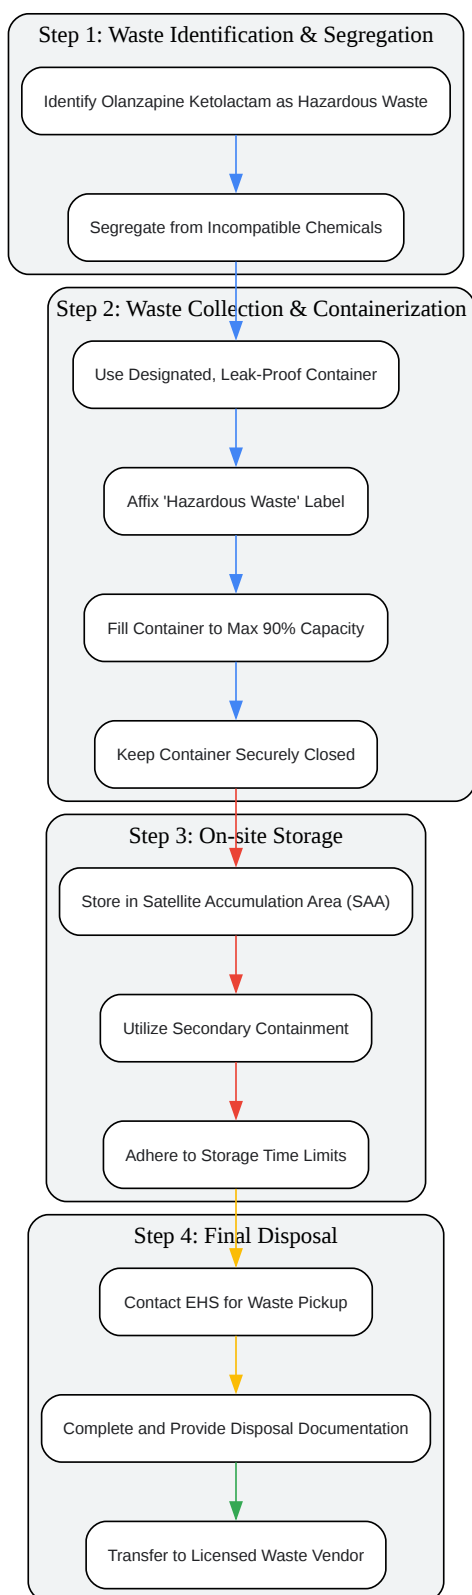 Step 1: Waste Identification & Segregation
Identify Olanzapine Ketolactam as Hazardous Waste
Segregate from Incompatible Chemicals
Step 2: Waste Collection & Containerization
Use Designated, Leak-Proof Container
Affix 'Hazardous Waste' Label
Fill Container to Max 90% Capacity
Keep Container Securely Closed
Step 3: On-site Storage
Store in Satellite Accumulation Area (SAA)
Utilize Secondary Containment
Adhere to Storage Time Limits
Step 4: Final Disposal
Contact EHS for Waste Pickup
Complete and Provide Disposal Documentation
Transfer to Licensed Waste Vendor